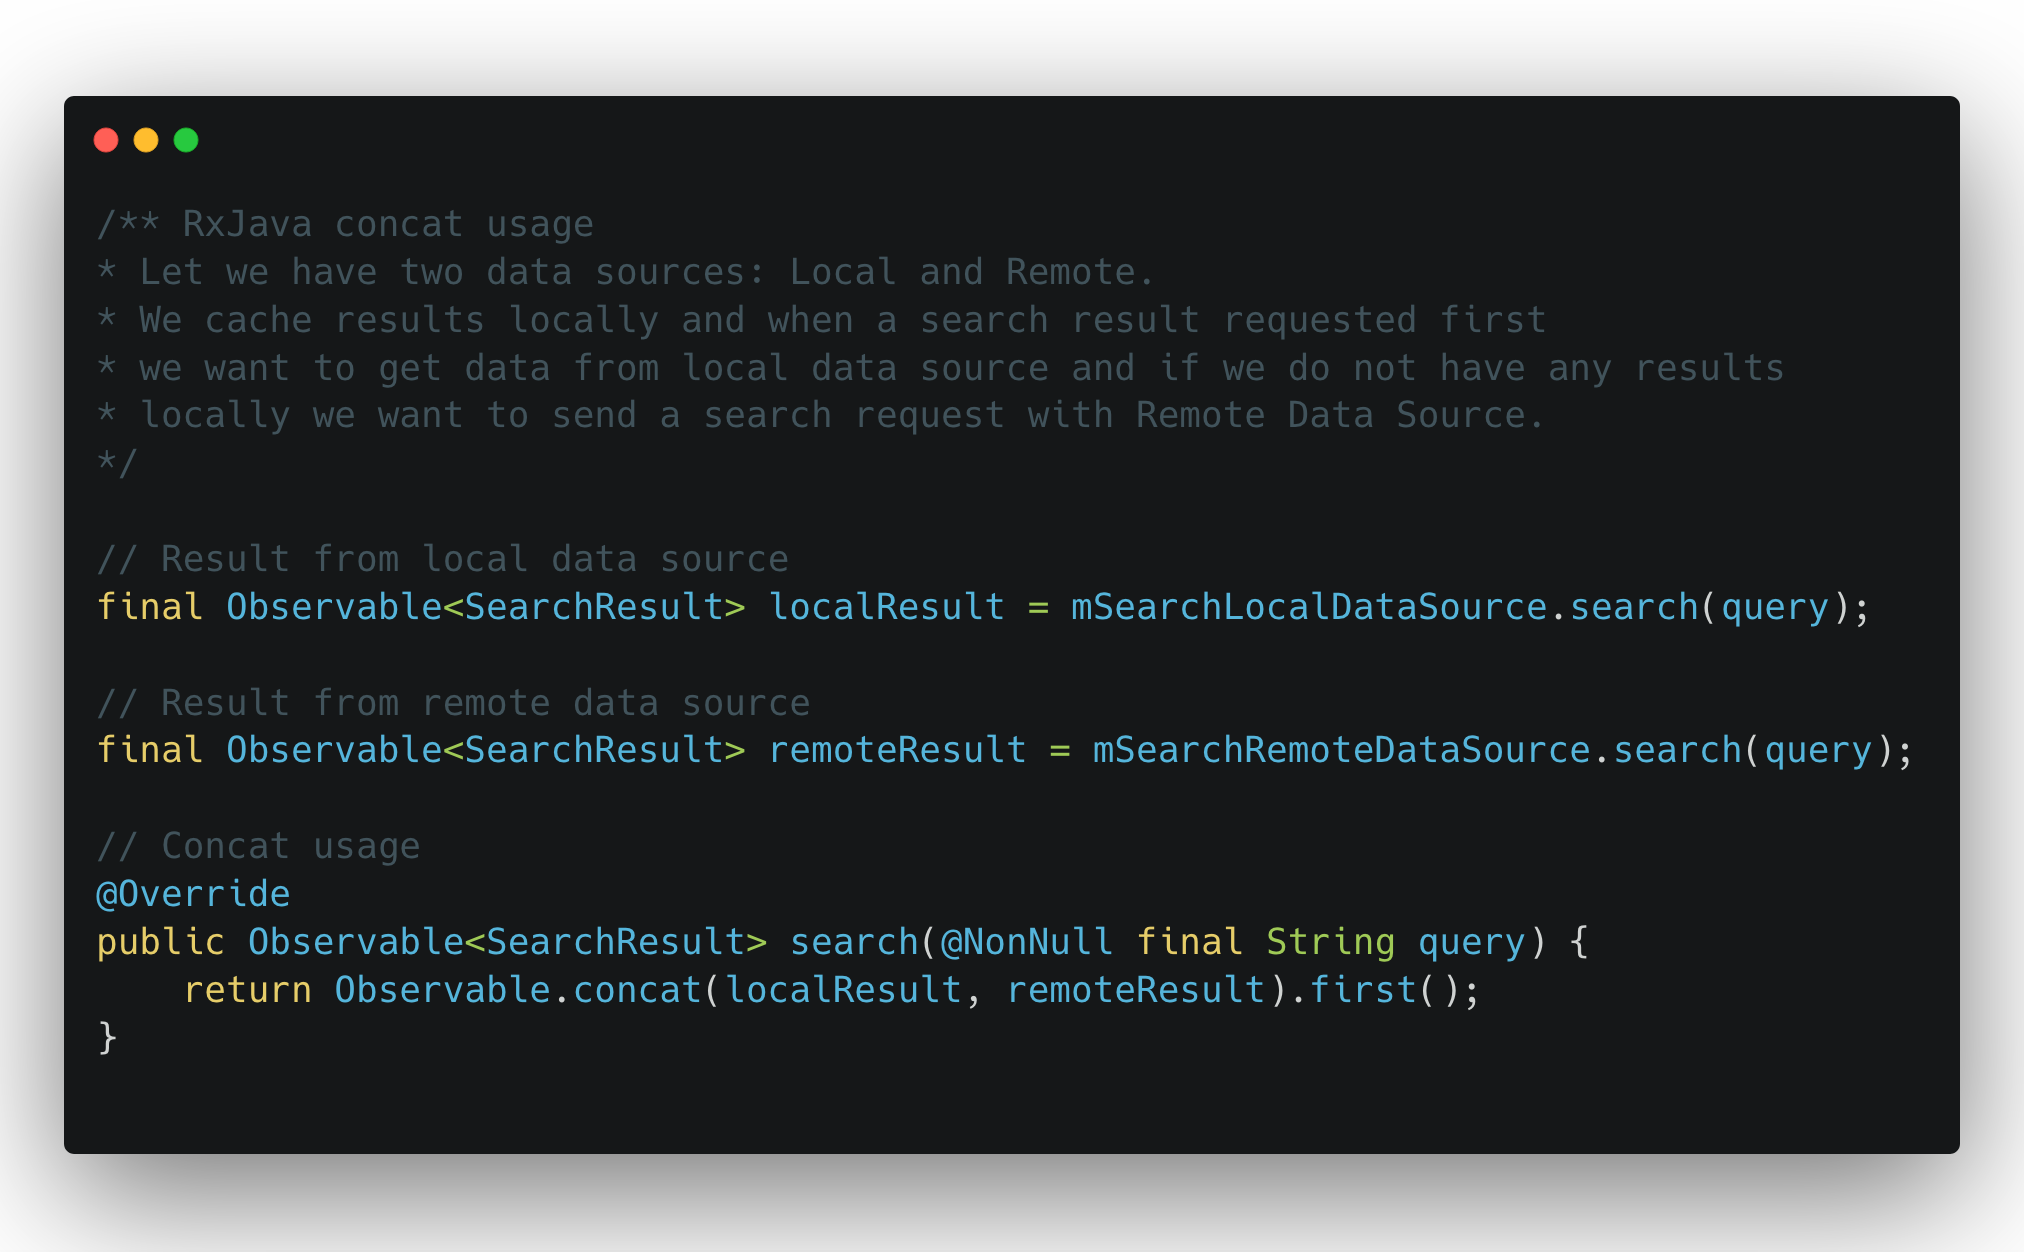 /** RxJava concat usage
* Let we have two data sources: Local and Remote.
* We cache results locally and when a search result requested first
* we want to get data from local data source and if we do not have any results
* locally we want to send a search request with Remote Data Source.
*/
// Result from local data source
final Observable<SearchResult> localResult = mSearchLocalDataSource.search(query);
// Result from remote data source
final Observable<SearchResult> remoteResult = mSearchRemoteDataSource.search(query);
// Concat usage
@Override
public Observable<SearchResult> search(@NonNull final String query) {
    return Observable.concat(localResult, remoteResult).first();
}